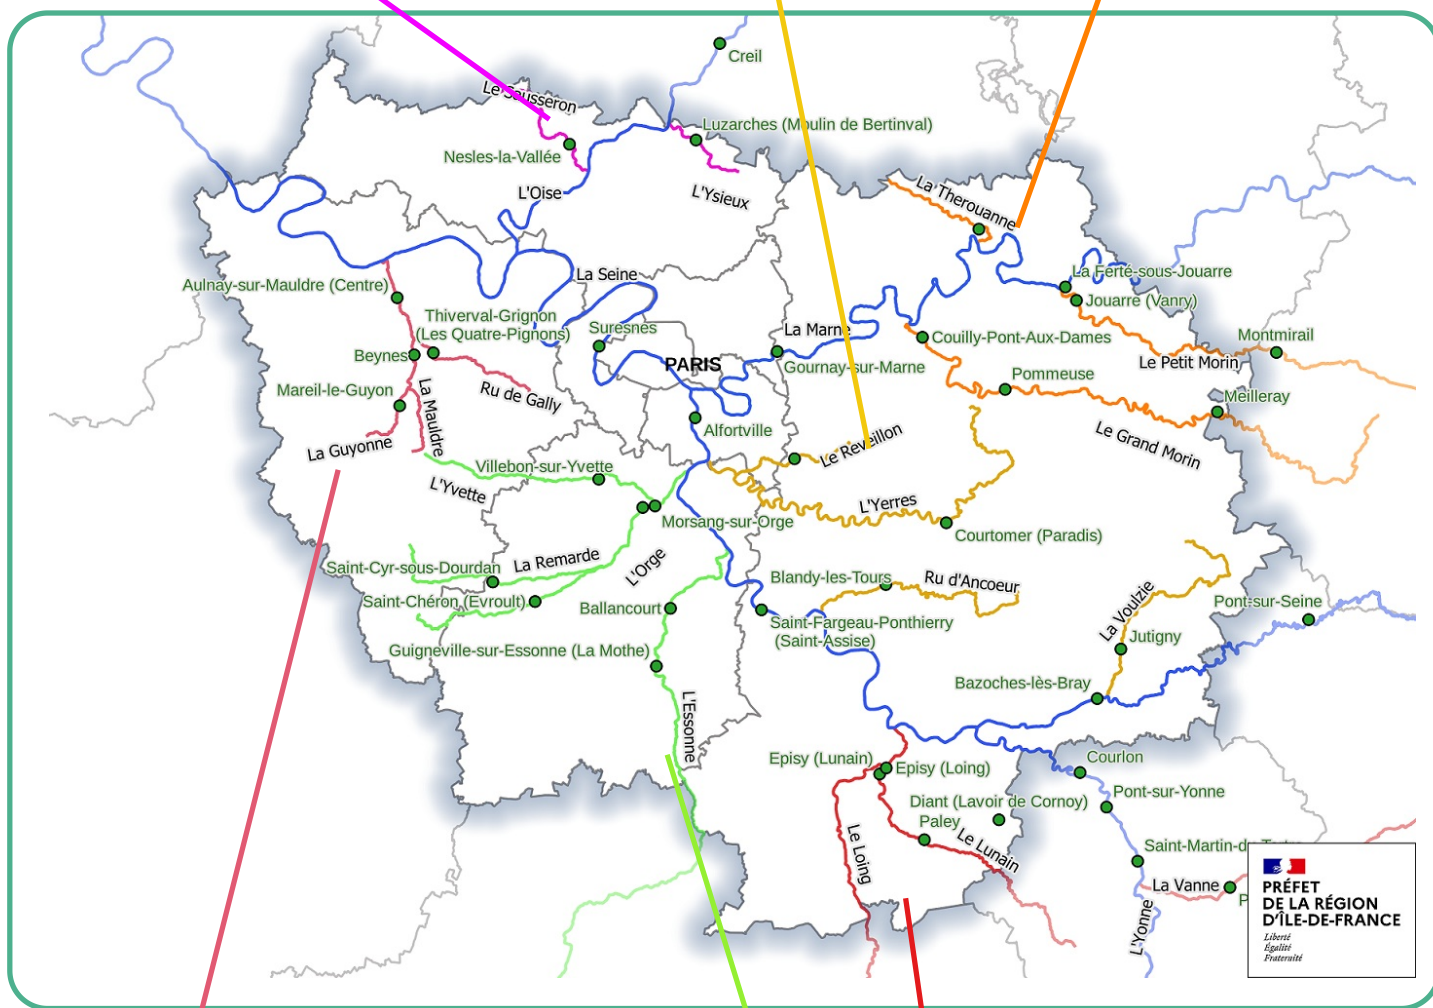 Creil
Le Sausseron
Luzarches (Moulin de Bertinval)
Nesles-la-Vallée
L'Oise
L'Ysieux
La Therouanne
La Seine
La Ferté-sous-Jouarre
Aulnay-sur-Mauldre (Centre)
Jouarre (Vanry)
Thiverval-Grignon
(Les Quatre-Pignons)
Suresnes
La Marne
Couilly-Pont-Aux-Dames
Montmirail
Beynes
PARIS
Gournay-sur-Marne
Le Petit Morin
Pommeuse
Mareil-le-Guyon
Ru de Gally
Meilleray
La Mauldre
Alfortville
La Guyonne
Le Reveillon
Le Grand Morin
Villebon-sur-Yvette
L'Yvette
L'Yerres
Morsang-sur-Orge
Courtomer (Paradis)
La Remarde
Saint-Cyr-sous-Dourdan
L'Orge
Blandy-les-Tours
Ru d'Ancoeur
Saint-Chéron (Evroult)
Ballancourt
La Voulzie
Pont-sur-Seine
Saint-Fargeau-Ponthierry
(Saint-Assise)
Jutigny
Guigneville-sur-Essonne (La Mothe)
Bazoches-lès-Bray
L'Essonne
Episy (Lunain)
Episy (Loing)
Courlon
Diant (Lavoir de Cornoy)
Pont-sur-Yonne
Paley
Le Lunain
Le Loing
La Vanne
L'Yonne
PRÉFET
DE LA RÉGION
D'ÎLE-DE-FRANCE
Liberté
Égalité
Fraternité
Saint-Martin-du-